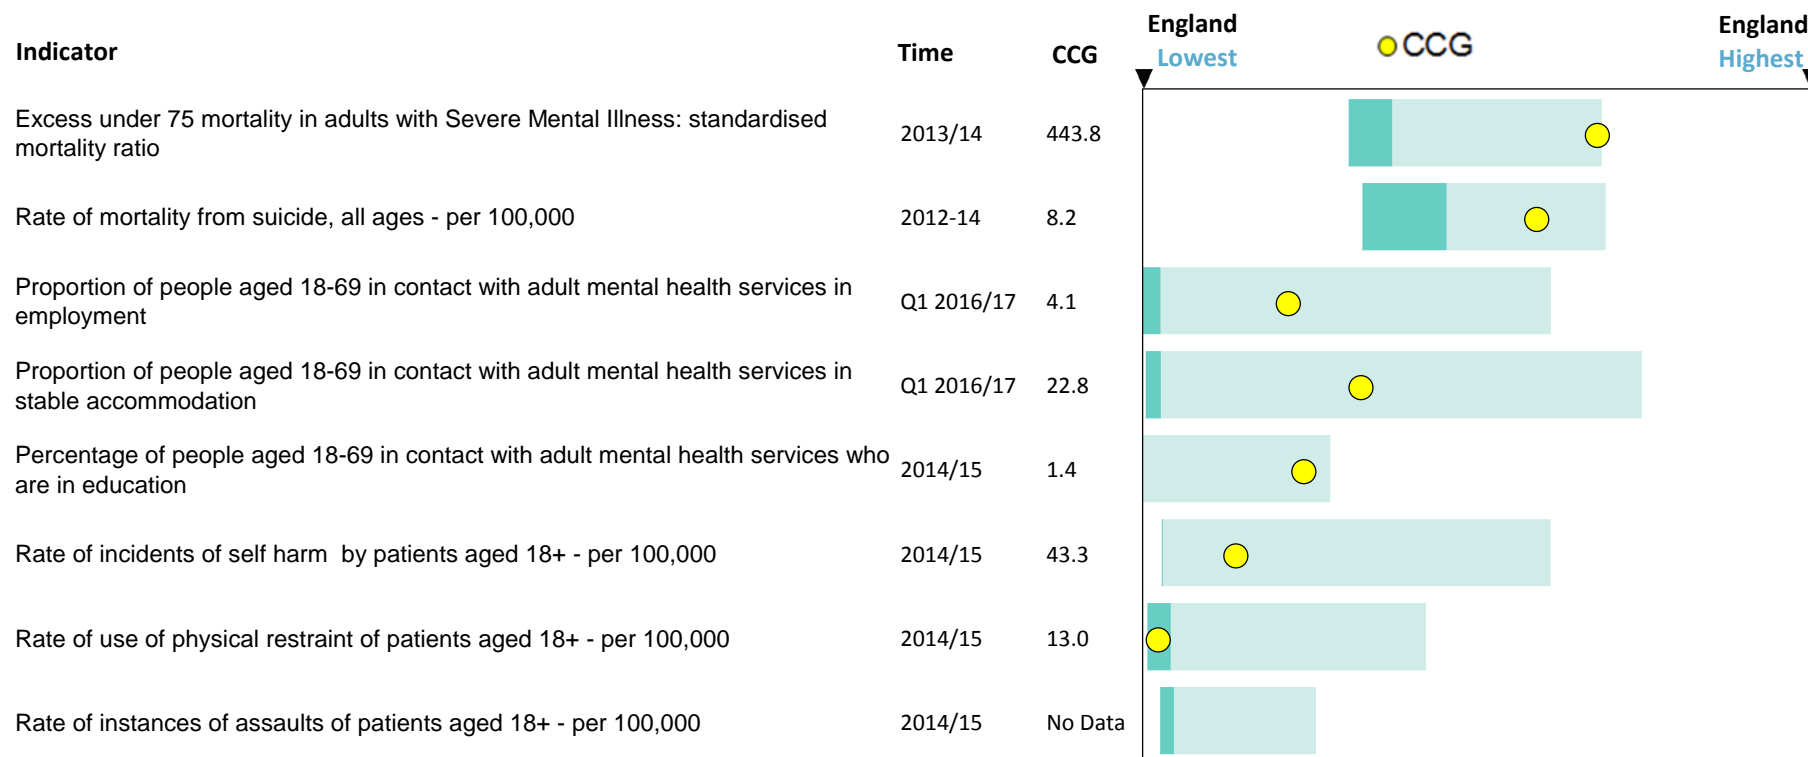 England England
Indicator Time CCG Lowest CCG Highest
Excess under 75 mortality in adults with Severe Mental Illness: standardised
mortality ratio 2013/14 443.8
Rate of mortality from suicide, all ages - per 100,000 2012-14 8.2
Proportion of people aged 18-69 in contact with adult mental health services in
employment Q1 2016/17 4.1
Proportion of people aged 18-69 in contact with adult mental health services in
stable accommodation Q1 2016/17 22.8
Percentage of people aged 18-69 in contact with adult mental health services who
are in education 2014/15 1.4
Rate of incidents of self harm  by patients aged 18+ - per 100,000 2014/15 43.3
Rate of use of physical restraint of patients aged 18+ - per 100,000 2014/15 13.0
Rate of instances of assaults of patients aged 18+ - per 100,000 2014/15 No Data